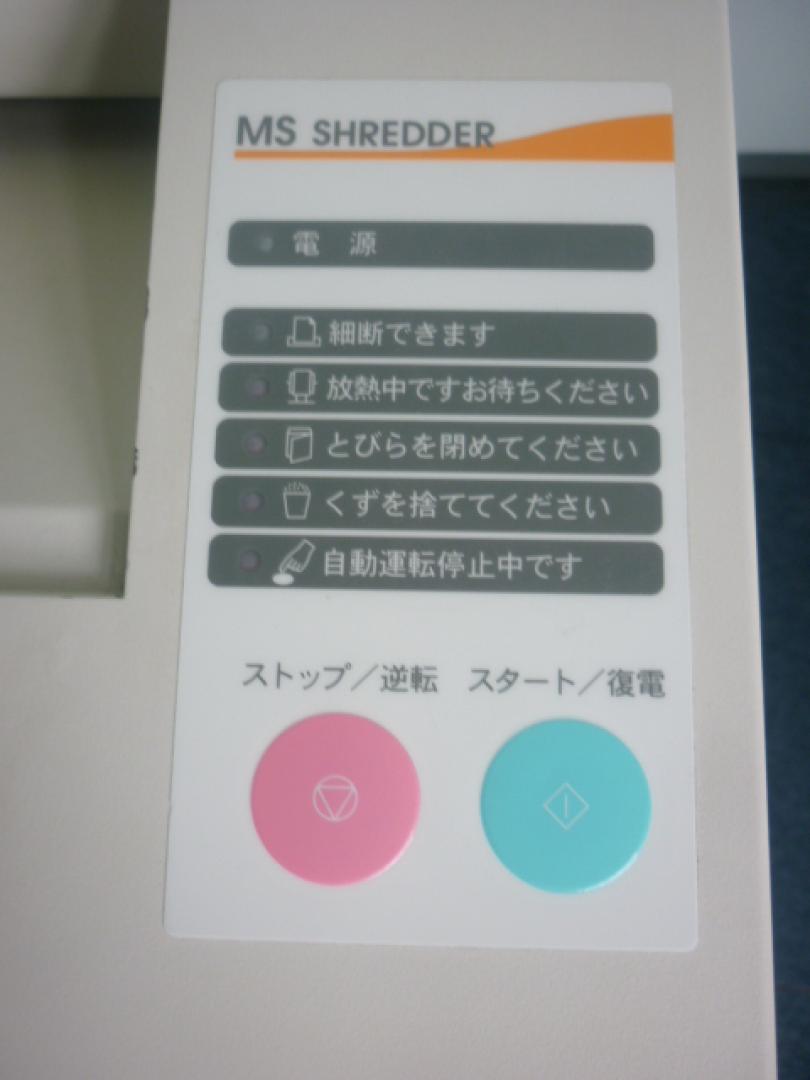 MS SHREDDER
電 源
細断できます
放熱中ですお待ちください
とびらを閉めてください
くずを捨ててください
自動運転停止中です
ストップ／逆転 スタート／復電